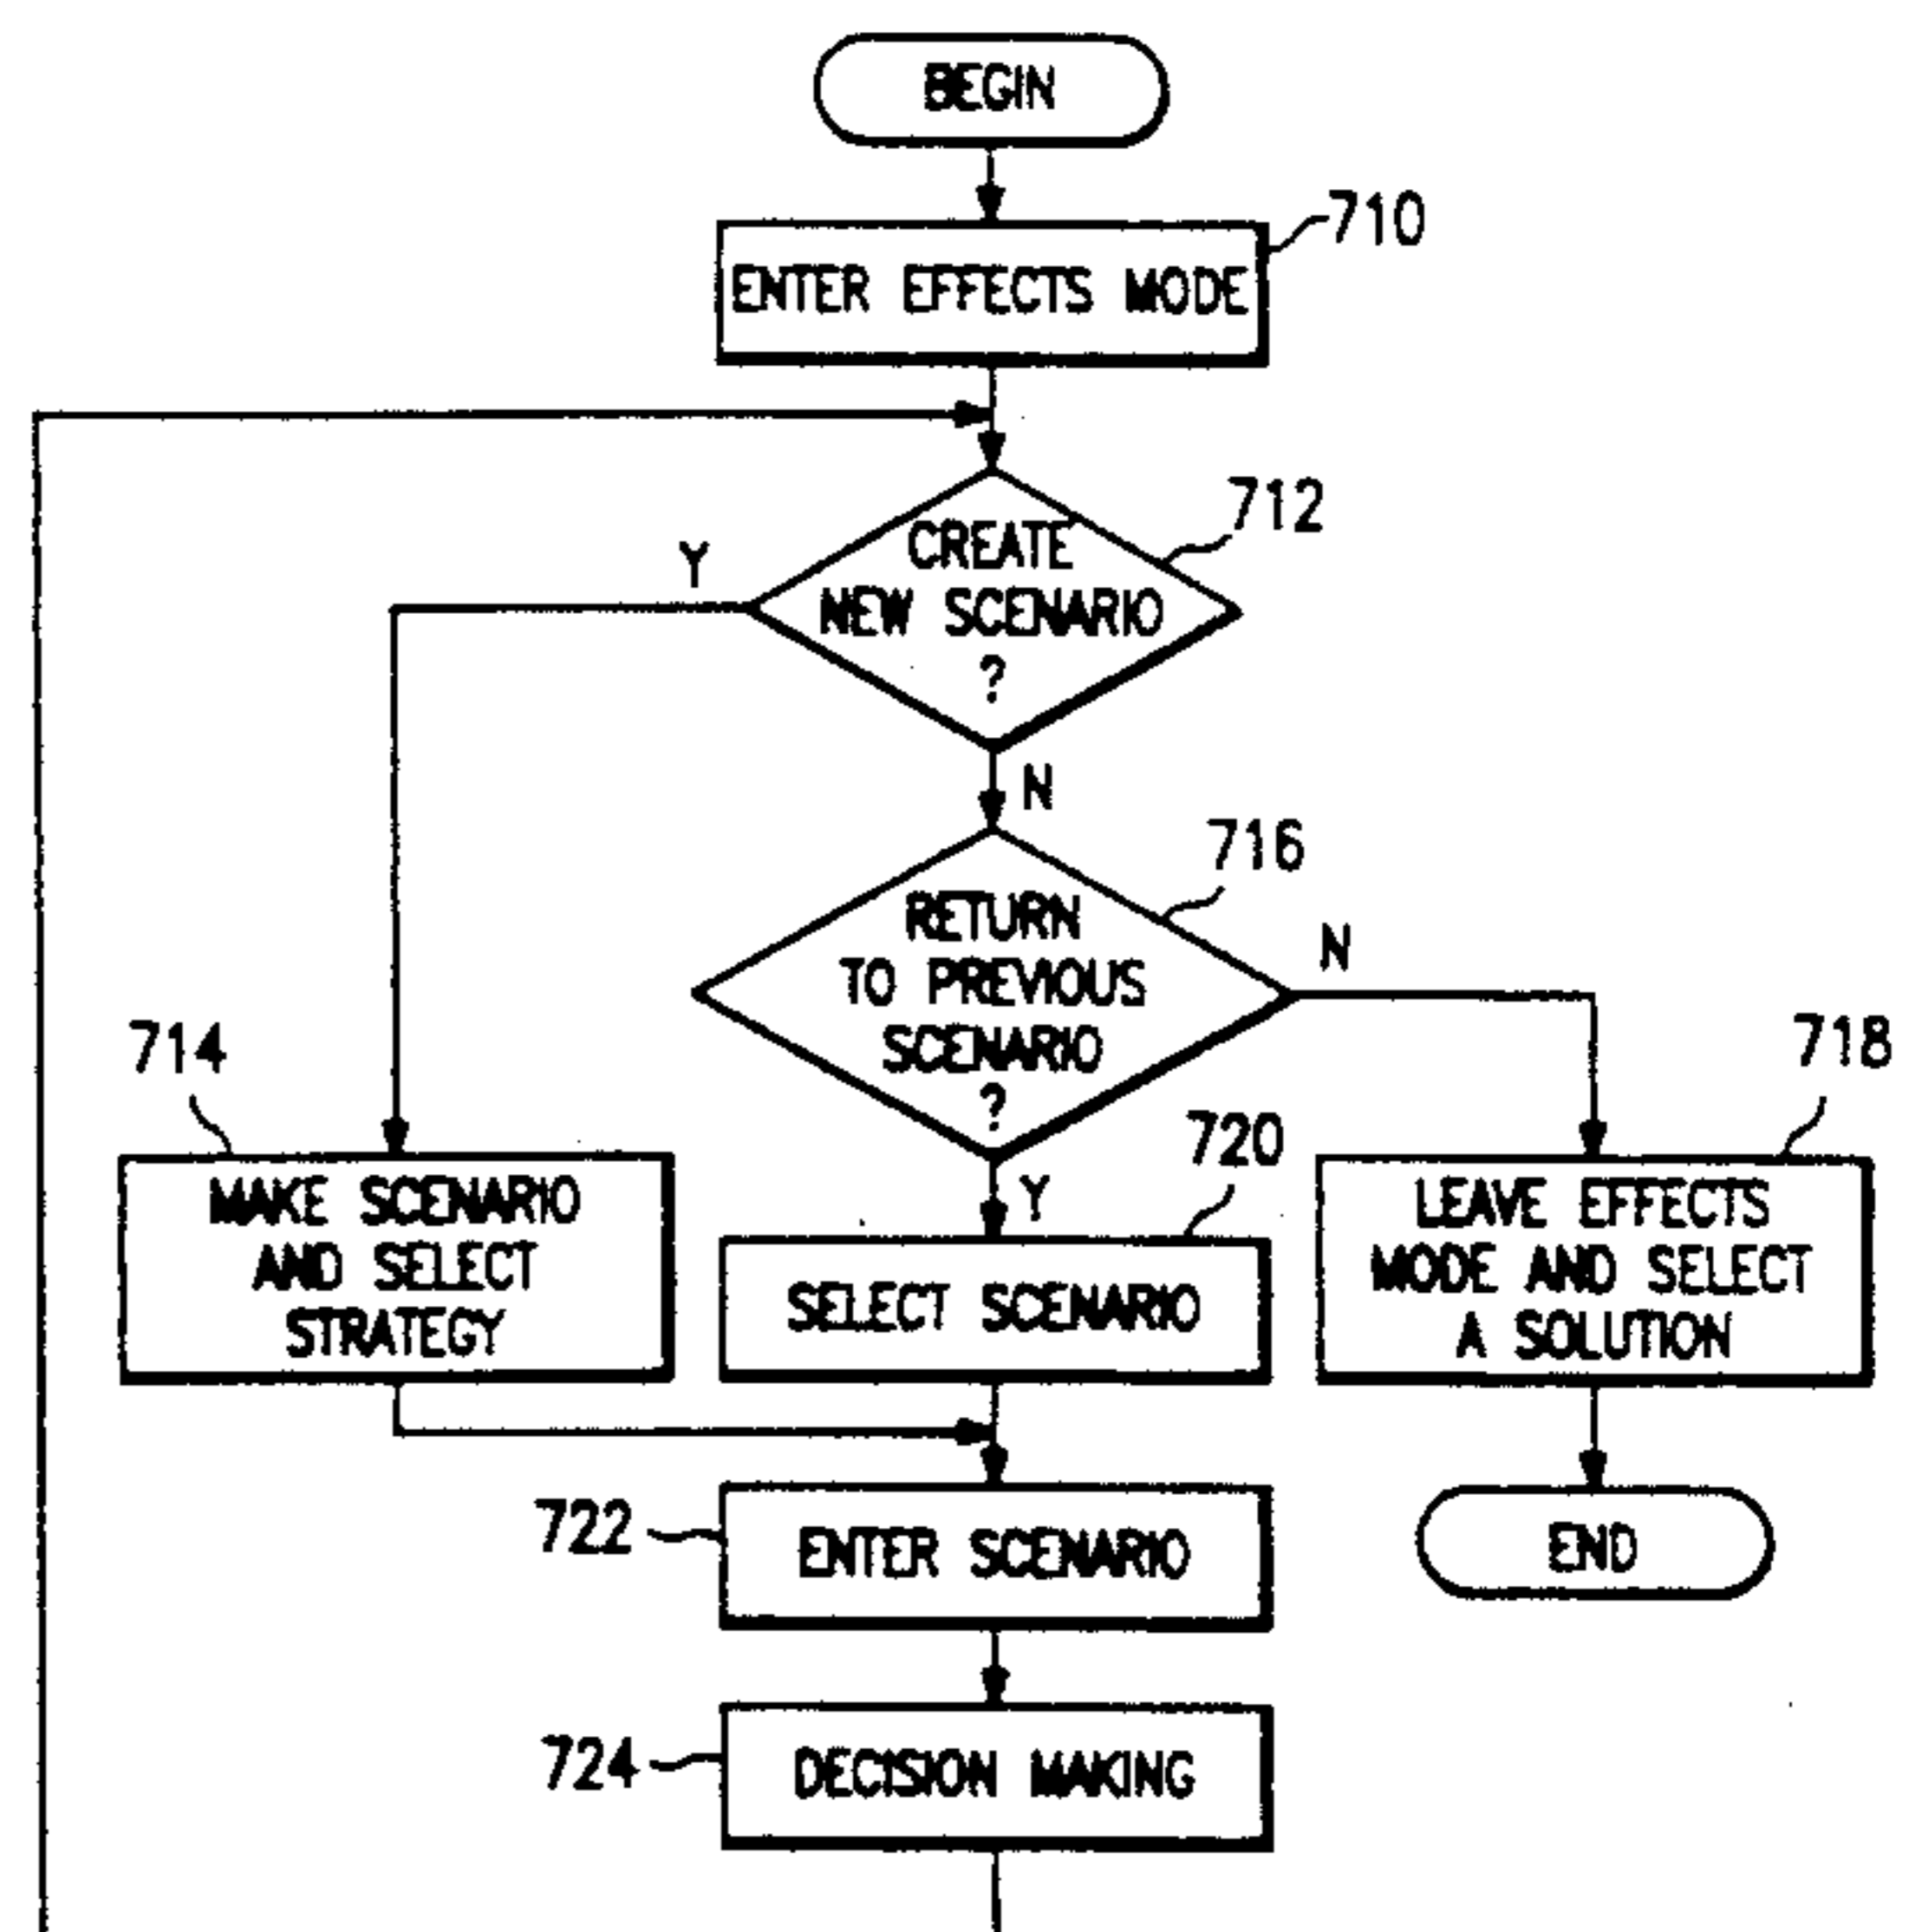 BEGIN
710
ENTER EFFECTS MODE
712
CREATE
NEW SCENARIO
?
Y
N
716
RETURN
TO PREVIOUS
SCENARIO
?
N
Y
714
MAKE SCENARIO
AND SELECT
STRATEGY
720
SELECT SCENARIO
718
LEAVE EFFECTS
MODE AND SELECT
A SOLUTION
722
ENTER SCENARIO
END
724
DECISION MAKING